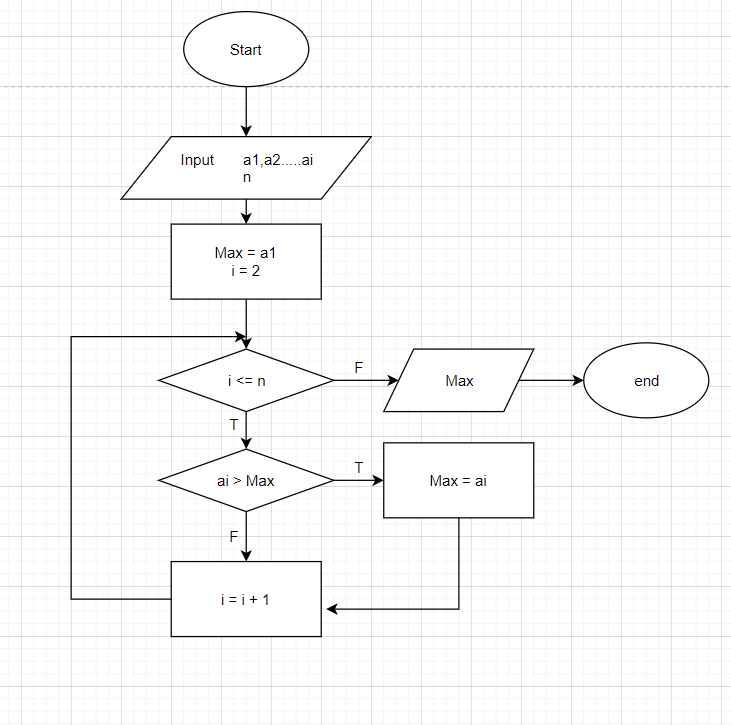 Start
Input a1,a2.....ai
n
Max = a1
i = 2
i <= n
F
Max
end
T
ai > Max
T
Max = ai
F
i = i + 1